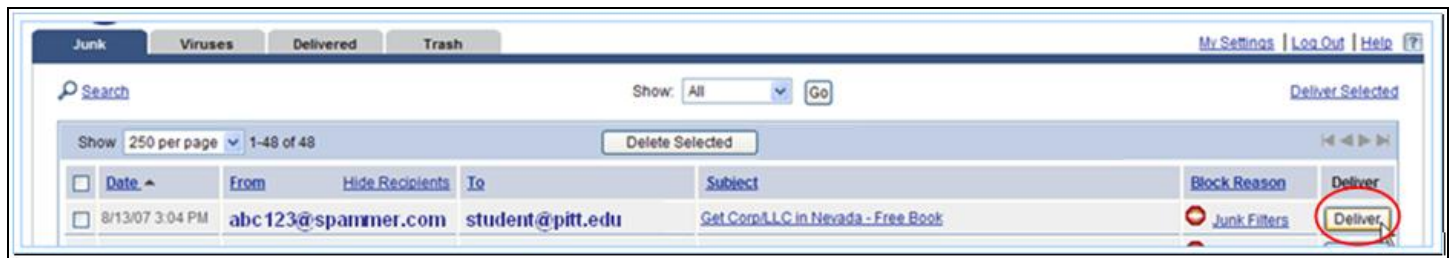 Junk Viruses Delivered Trash My Settings | Log Out | Help ?
Search Show: All Go Deliver Selected
Show 250 per page 1-48 of 48 Delete Selected
Date From Hide Recipients To Subject Block Reason Deliver
8/13/07 3:04 PM abc123@spammer.com student@pitt.edu Get Corp/LLC in Nevada - Free Book Junk Filters Deliver